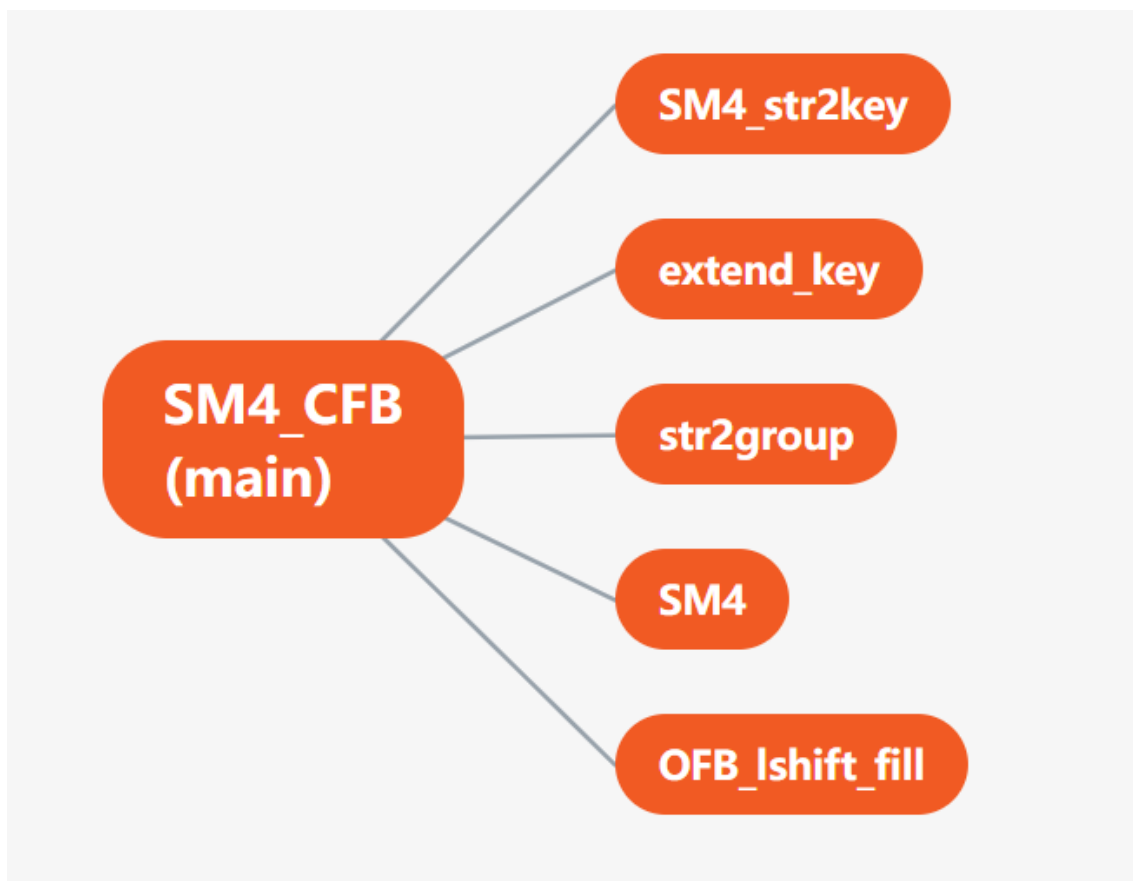 SM4_str2key
extend_key
str2group
SM4_CFB
(main)
SM4
OFB_lshift_fill